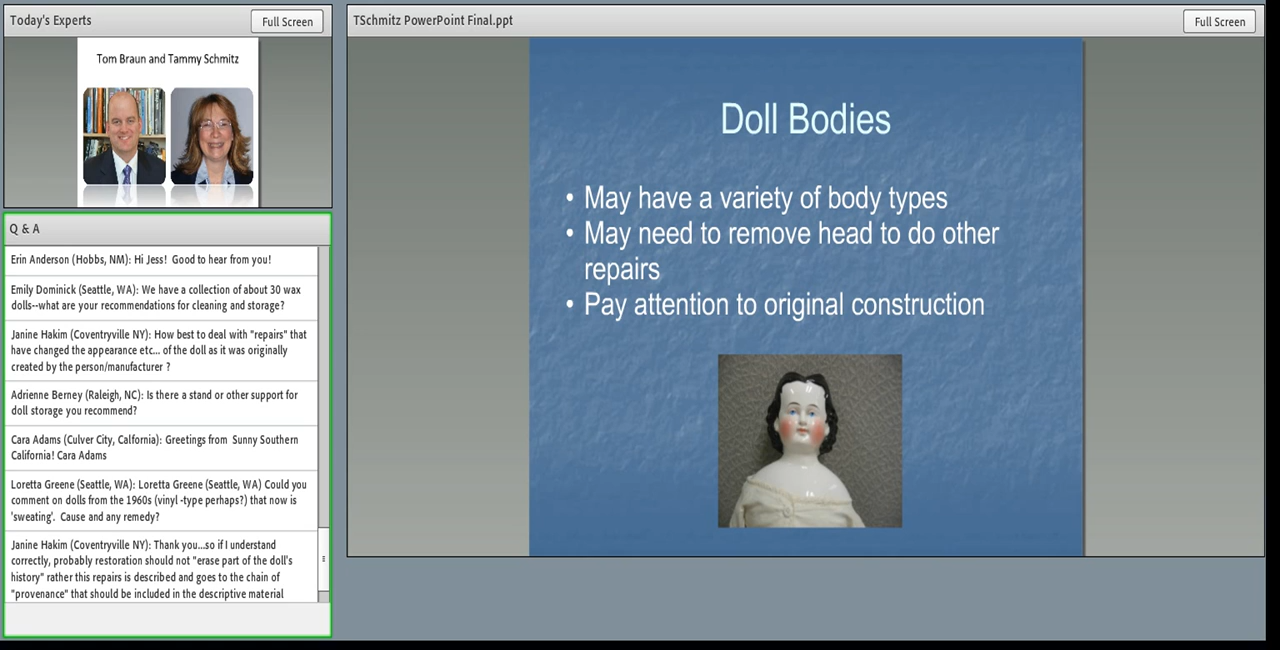 Today's Experts
Full Screen
Tom Braun and Tammy Schmitz
Q & A
Erin Anderson (Hobbs, NM): Hi Jess! Good to hear from you!
Emily Dominick (Seattle, WA): We have a collection of about 30 wax
dolls--what are your recommendations for cleaning and storage?
Janine Hakim (Coventryville NY): How best to deal with "repairs" that
have changed the appearance etc... of the doll as it was originally
created by the person/manufacturer ?
Adrienne Berney (Raleigh, NC): Is there a stand or other support for
doll storage you recommend?
Cara Adams (Culver City, Calfornia): Greetings from Sunny Southern
California! Cara Adams
Loretta Greene (Seattle, WA): Loretta Greene (Seattle, WA) Could you
comment on dolls from the 1960s (vinyl -type perhaps?) that now is
'sweating'. Cause and any remedy?
Janine Hakim (Coventryville NY): Thank you...so if I understand
correctly, probably restoration should not "erase part of the doll's
history" rather this repairs is described and goes to the chain of
"provenance" that should be included in the descriptive material
TSchmitz PowerPoint Final.ppt
Full Screen
Doll Bodies
• May have a variety of body types
• May need to remove head to do other
repairs
• Pay attention to original construction